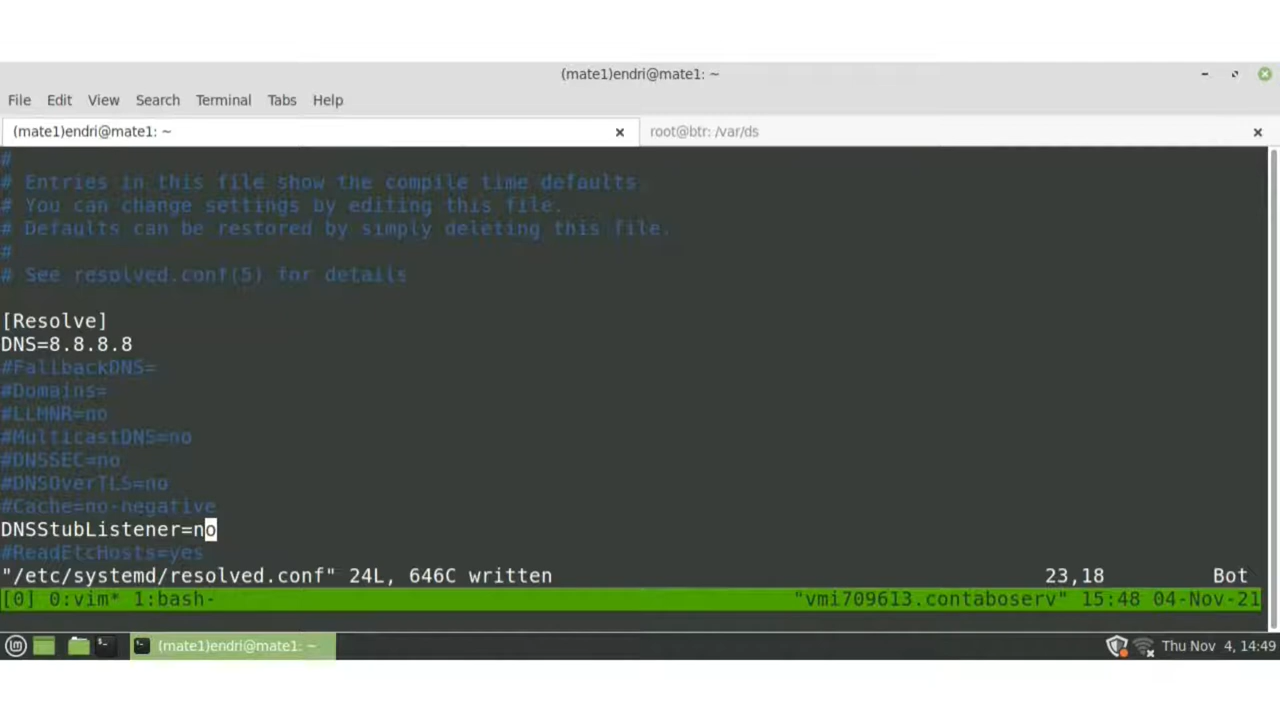 (mate1)endri@mate1: ~
File Edit View Search Terminal Tabs Help
(mate1)endri@mate1: ~ × root@btr: /var/ds ×
#
# Entries in this file show the compile time defaults.
# You can change settings by editing this file.
# Defaults can be restored by simply deleting this file.
#
# See resolved.conf(5) for details
[Resolve]
DNS=8.8.8.8
#FallbackDNS=
#Domains=
#LLMNR=no
#MulticastDNS=no
#DNSSEC=no
#DNSOverTLS=no
#Cache=no-negative
DNSStubListener=no
#ReadEtcHosts=yes
"/etc/systemd/resolved.conf" 24L, 646C written 23,18 Bot
[0] 0:vim* 1:bash- "vmi709613.contaboserv" 15:48 04-Nov-21
(mate1)endri@mate1: ~ Thu Nov 4, 14:49